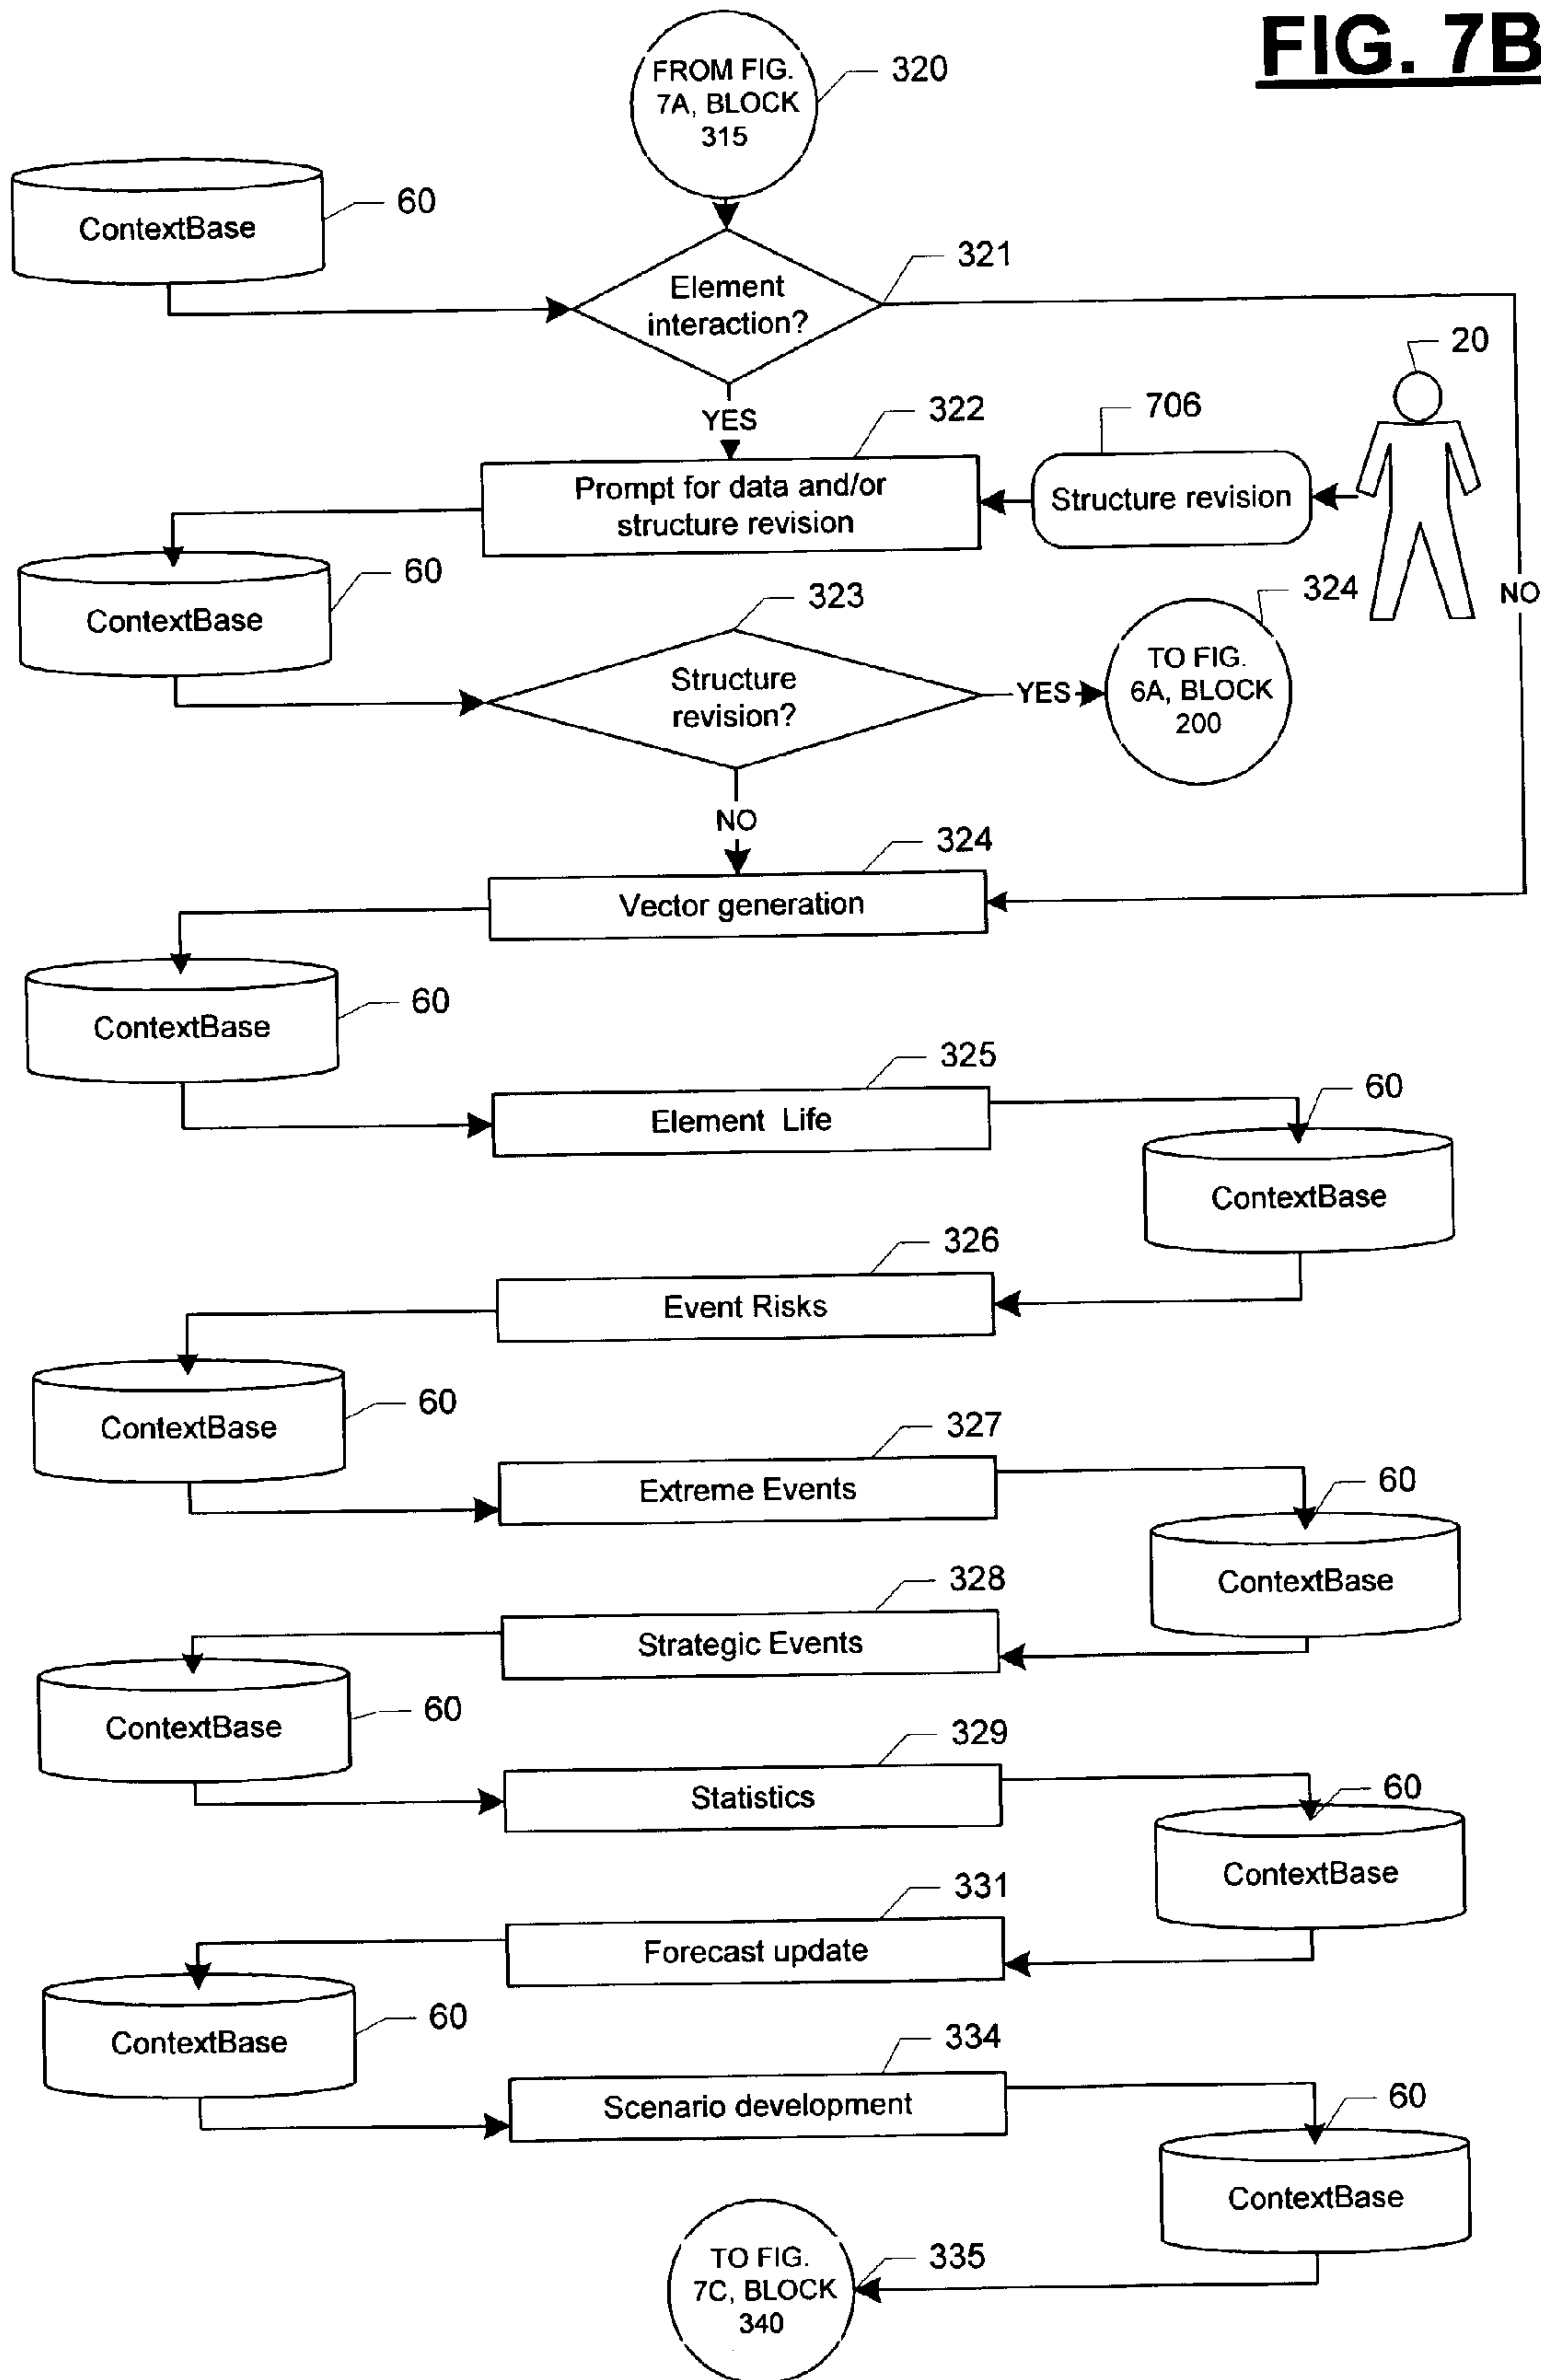 FIG. 7B
FROM FIG.
7A, BLOCK
315
320
ContextBase
60
Element
interaction?
321
20
YES
322
706
Prompt for data and/or
structure revision
Structure revision
NO
ContextBase
60
323
324
Structure
revision?
YES
TO FIG.
6A, BLOCK
200
NO
324
Vector generation
ContextBase
60
325
Element Life
60
ContextBase
326
Event Risks
ContextBase
60
327
Extreme Events
60
ContextBase
328
Strategic Events
ContextBase
60
329
Statistics
60
ContextBase
331
Forecast update
ContextBase
60
334
Scenario development
60
ContextBase
TO FIG.
7C, BLOCK
340
335